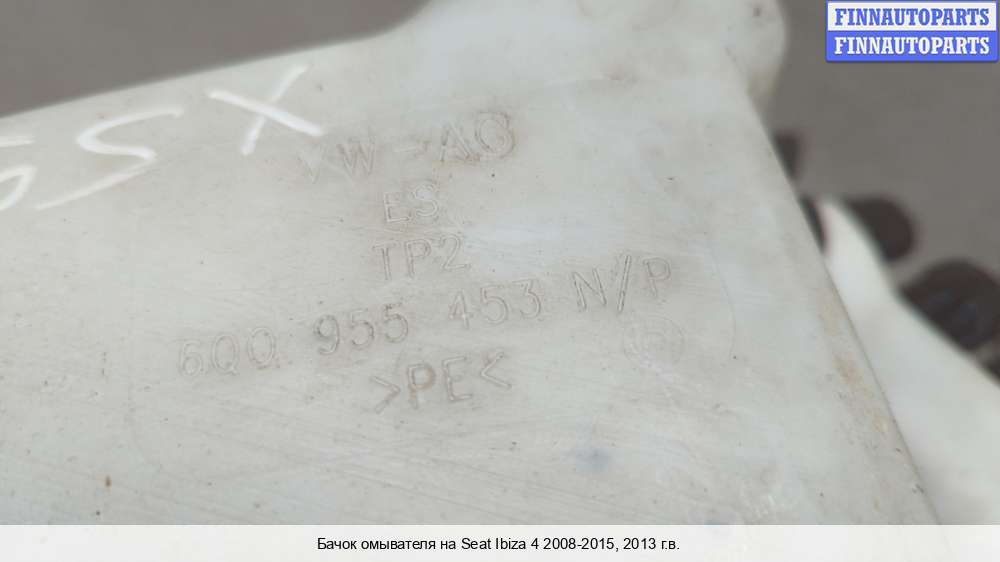 FINNAUTOPARTS
FINNAUTOPARTS
VW-AG
ES
TP2
6Q0 955 453 N/P
>PE<
Бачок омывателя на Seat Ibiza 4 2008-2015, 2013 г.в.